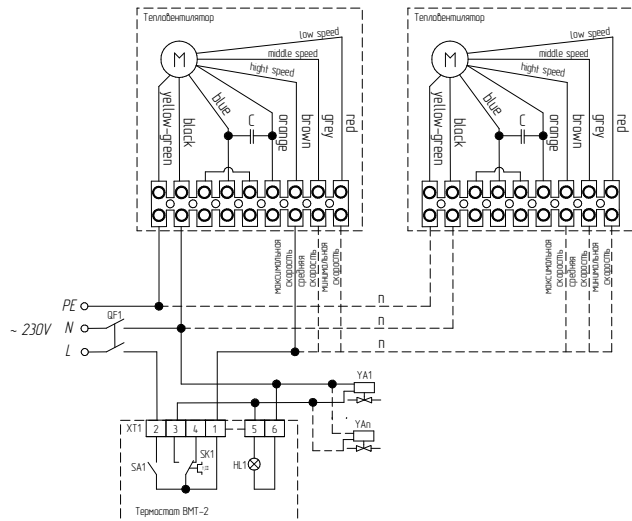 Тепловентилятор
low speed
middle speed
hight speed
M
blue
C
yellow-green
black
orange
brown
grey
red
максимальная
скорость
средняя
скорость
минимальная
скорость
Тепловентилятор
low speed
middle speed
hight speed
M
blue
C
yellow-green
black
orange
brown
grey
red
максимальная
скорость
средняя
скорость
минимальная
скорость
PE
n
~ 230V
N
QF1
n
L
n
YA1
YAn
XT1
2
3
4
1
5
6
SA1
SK1
HL1
Термостат ВМТ-2